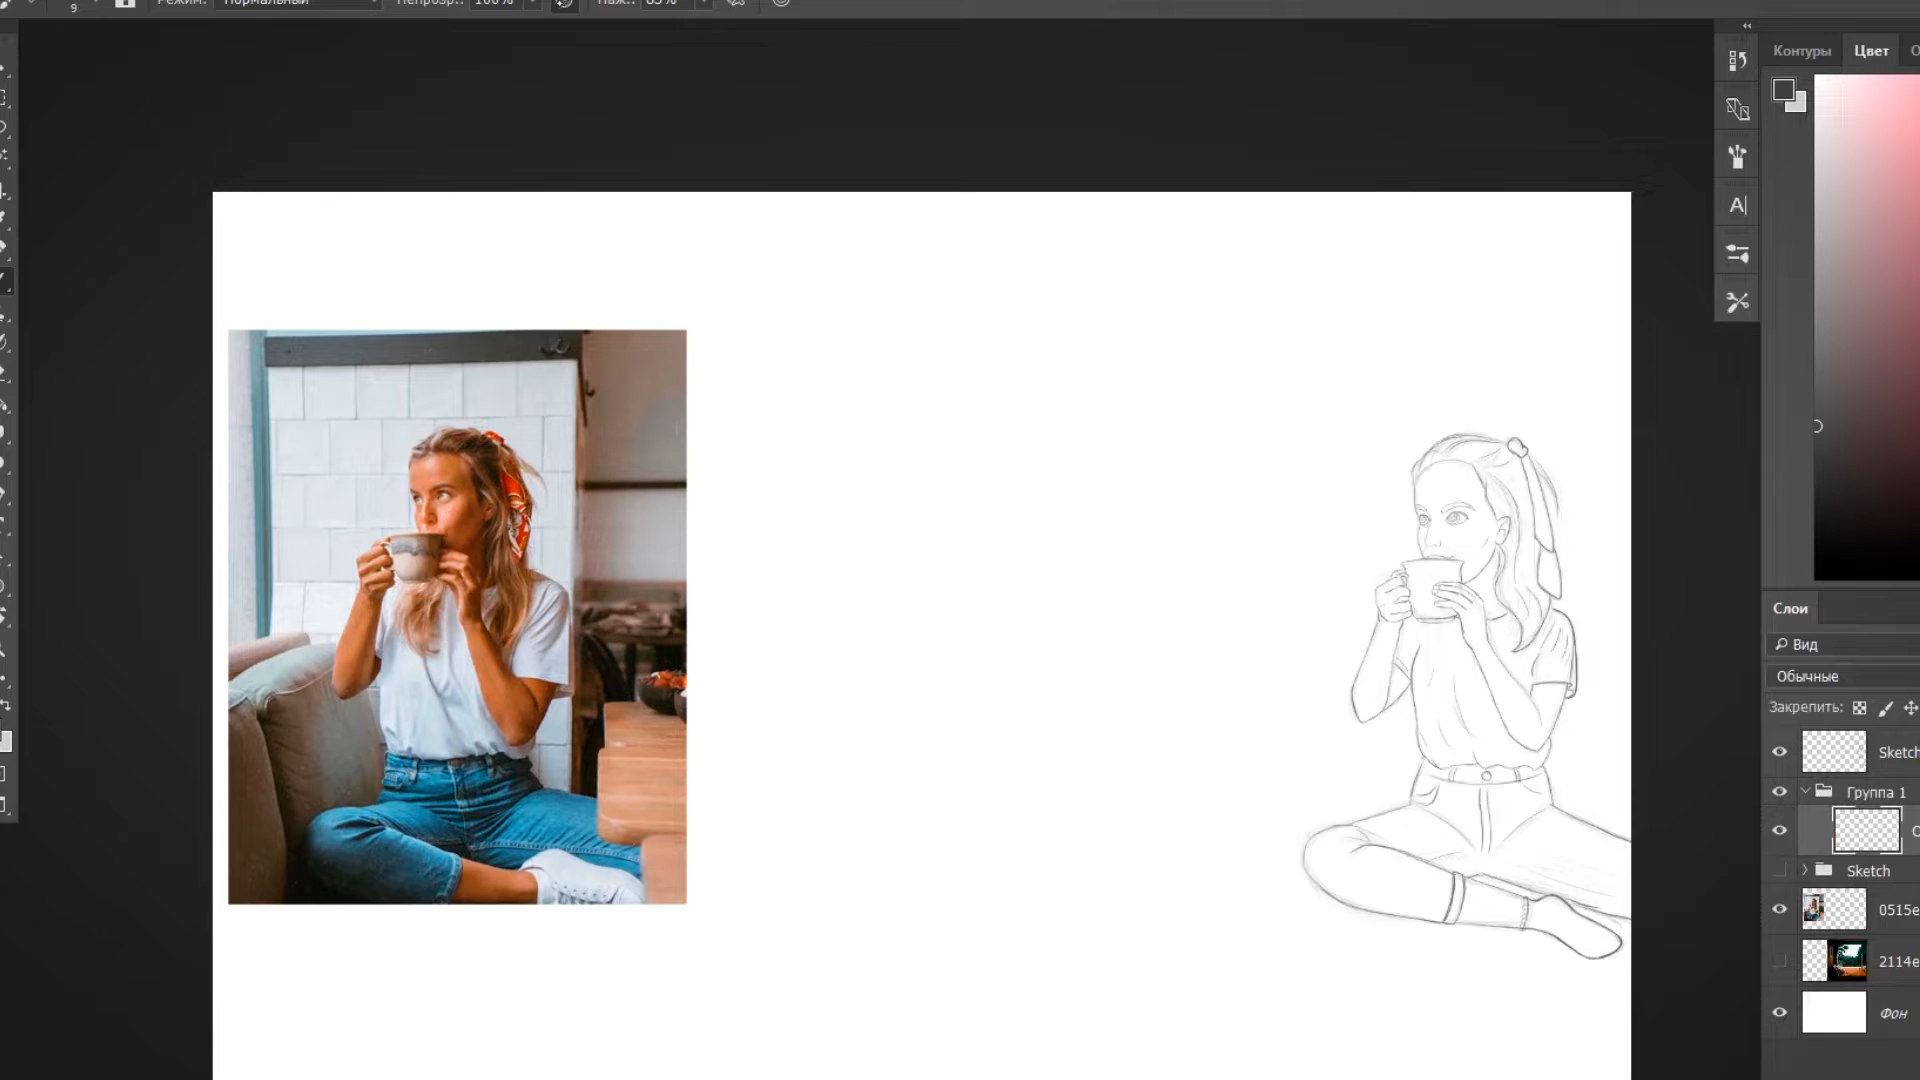 9 Режим: Нормальный Непрозр.: 100% Наж.: 85%
Контуры Цвет
A
Слои
Вид
Обычные
Закрепить:
Sketch
Группа 1
Sketch
0515e
2114e
Фон